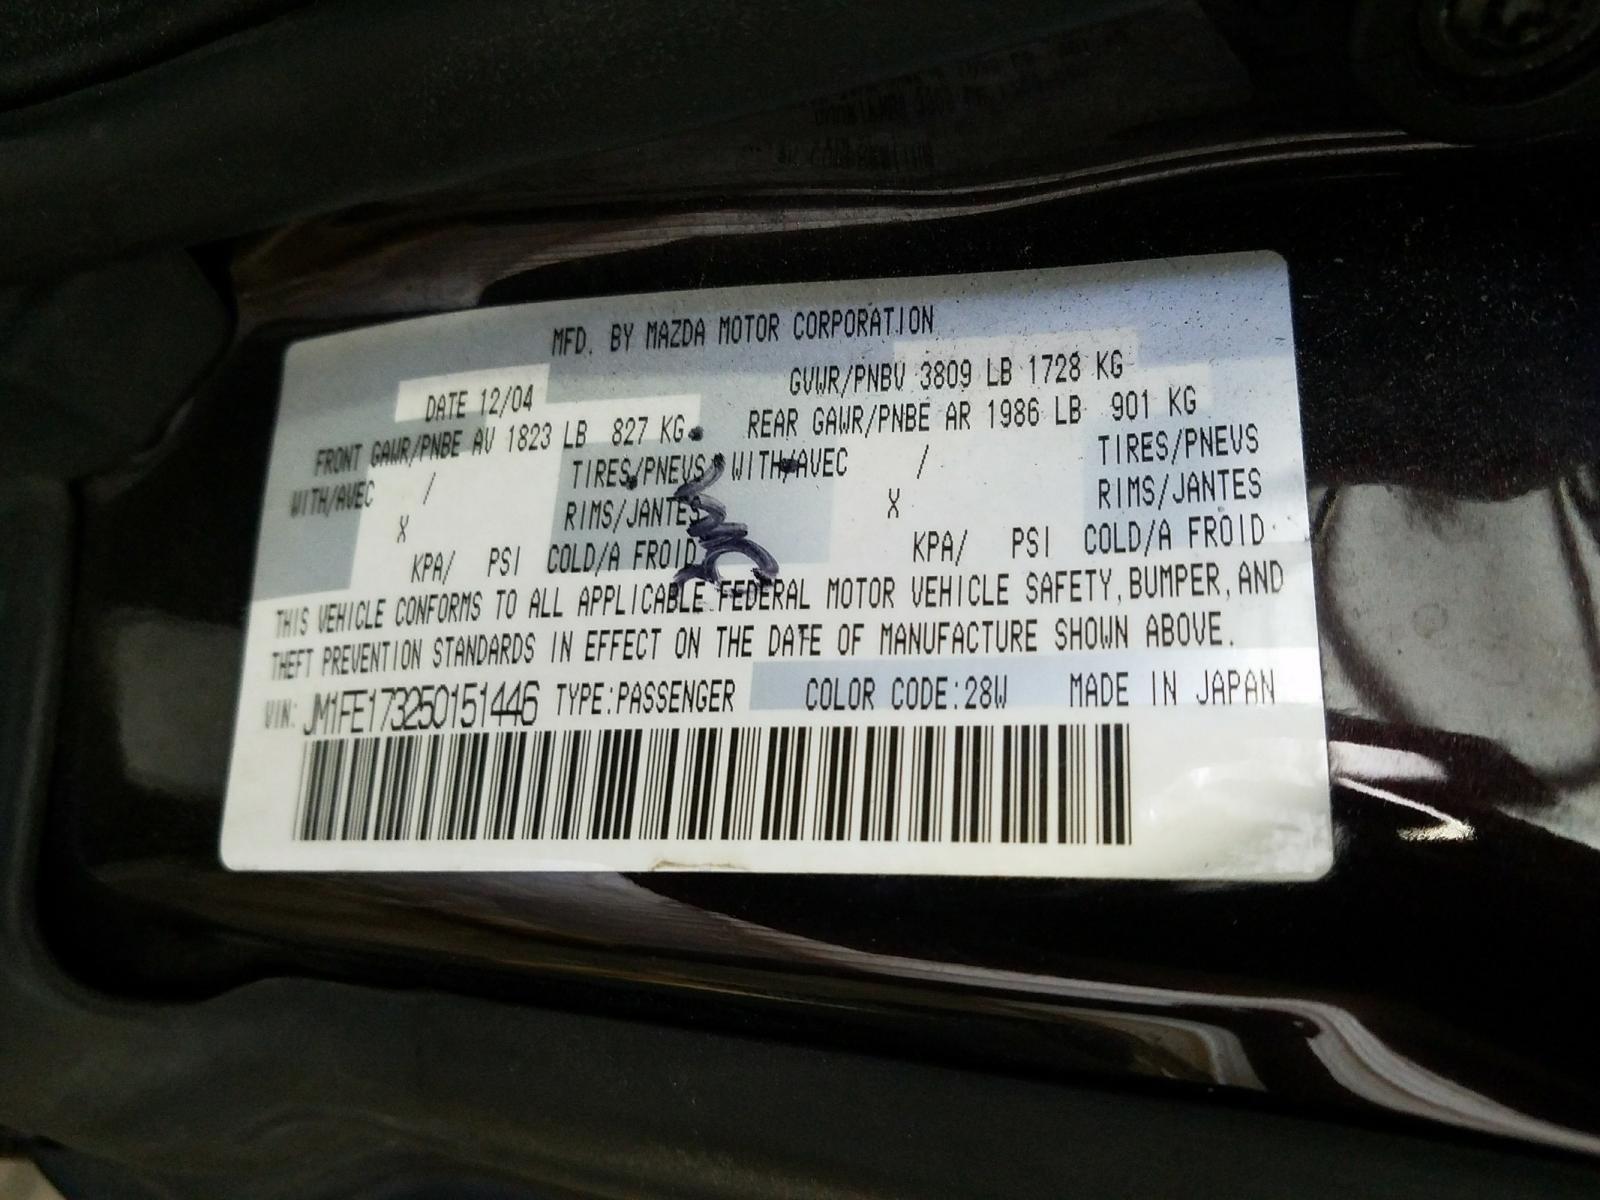 MFD. BY MAZDA MOTOR CORPORATION
DATE 12/04 GVWR/PNBV 3809 LB 1728 KG
FRONT GAWR/PNBE AV 1823 LB 827 KG REAR GAWR/PNBE AR 1986 LB 901 KG
WITH/AVEC / TIRES/PNEVS WITH/AVEC / TIRES/PNEVS
X RIMS/JANTES X RIMS/JANTES
KPA/ PSI COLD/A FROID KPA/ PSI COLD/A FROID
THIS VEHICLE CONFORMS TO ALL APPLICABLE FEDERAL MOTOR VEHICLE SAFETY, BUMPER, AND
THEFT PREVENTION STANDARDS IN EFFECT ON THE DATE OF MANUFACTURE SHOWN ABOVE.
VIN: JM1FE173250151446 TYPE:PASSENGER COLOR CODE:28W MADE IN JAPAN